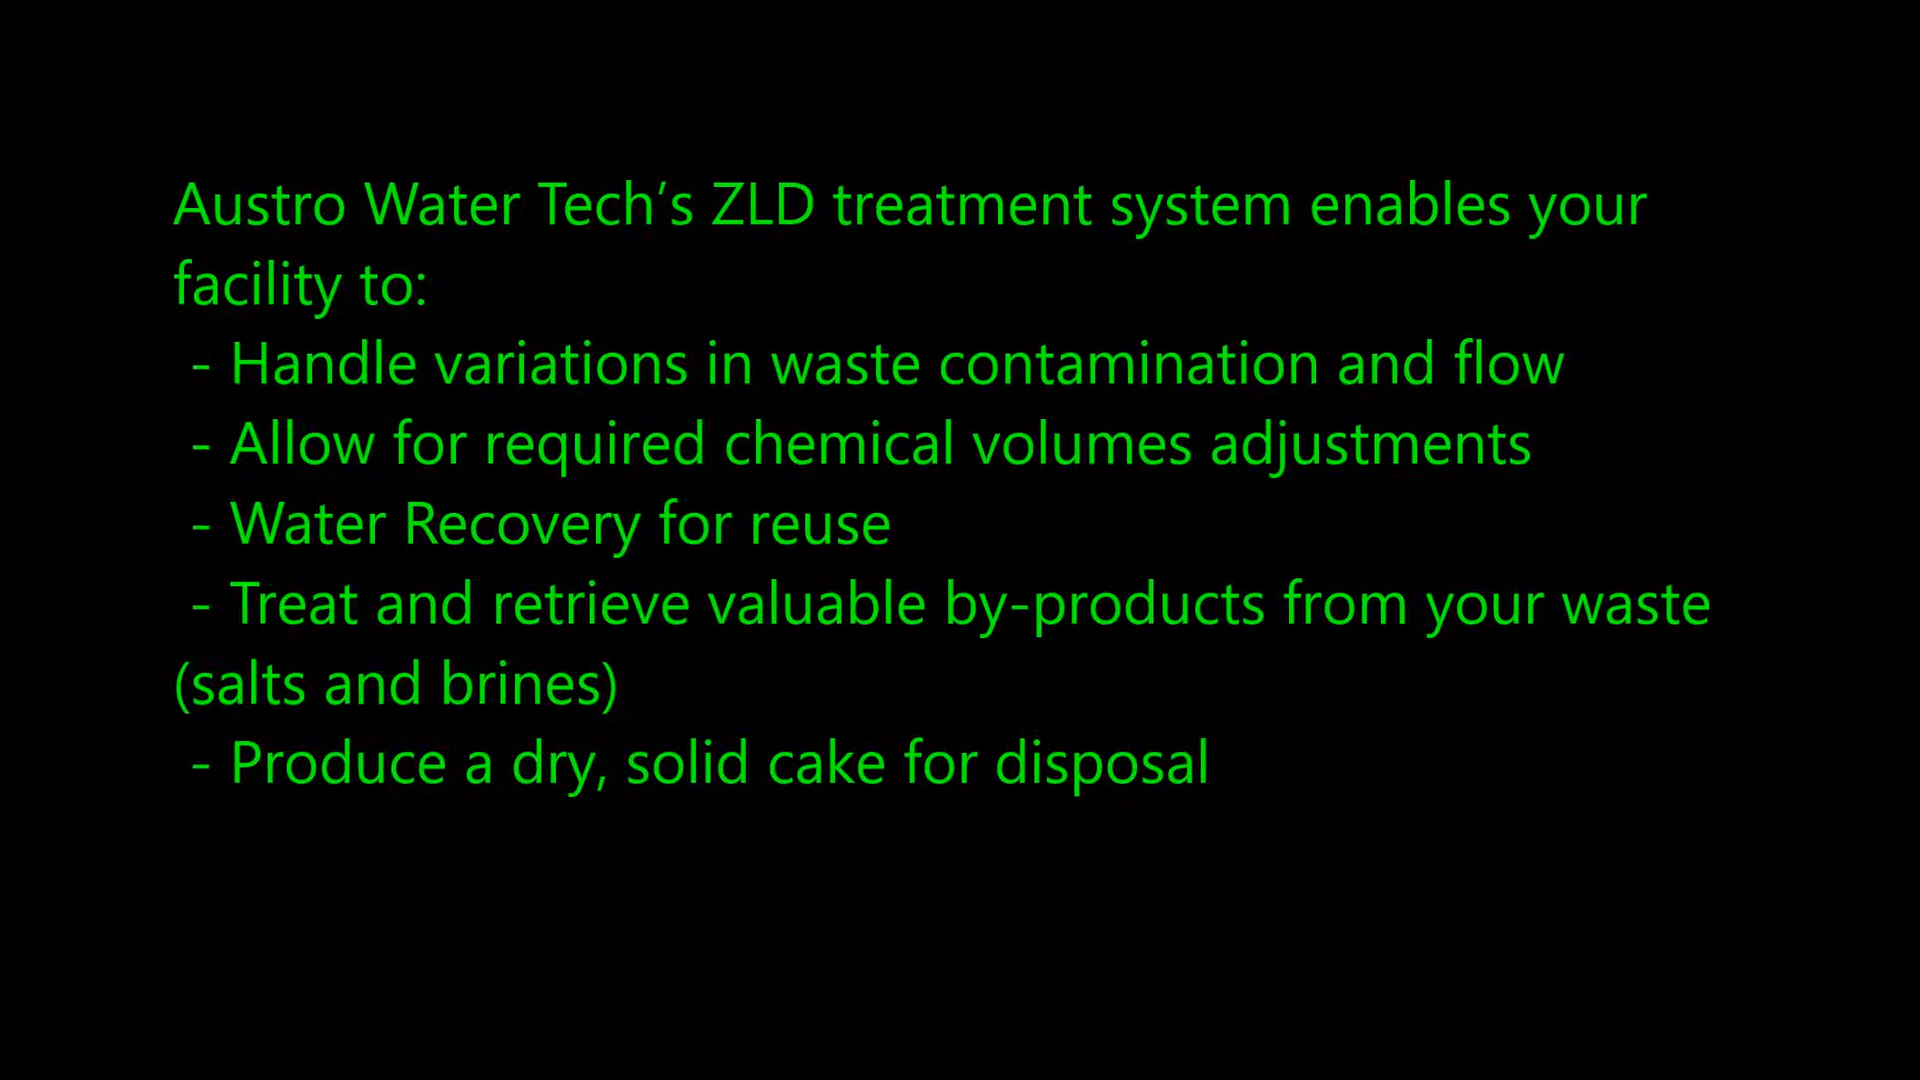 Austro Water Tech’s ZLD treatment system enables your
facility to:
- Handle variations in waste contamination and flow
- Allow for required chemical volumes adjustments
- Water Recovery for reuse
- Treat and retrieve valuable by-products from your waste
(salts and brines)
- Produce a dry, solid cake for disposal